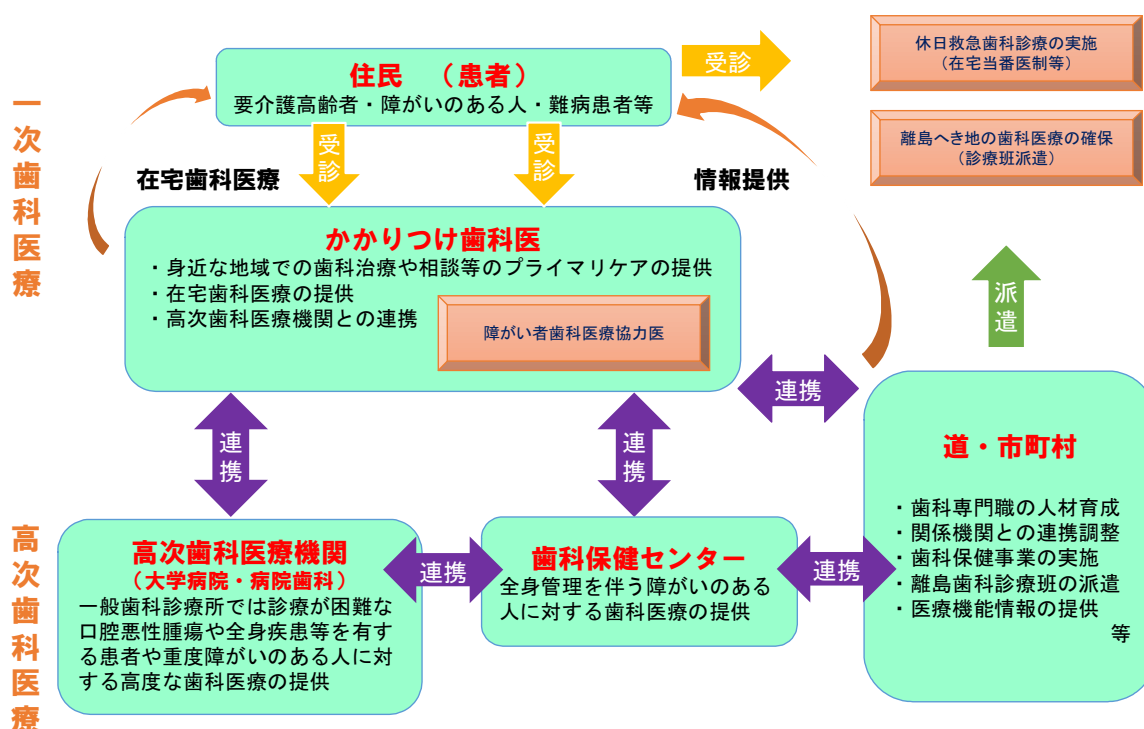 一次歯科医療
住民　（患者）
要介護高齢者・障がいのある人・難病患者等
受診
休日救急歯科診療の実施
（在宅当番医制等）
離島へき地の歯科医療の確保
（診療班派遣）
受診
受診
在宅歯科医療
情報提供
かかりつけ歯科医
・身近な地域での歯科治療や相談等のプライマリケアの提供
・在宅歯科医療の提供
・高次歯科医療機関との連携
障がい者歯科医療協力医
派遣
連携
連携
連携
道・市町村
・歯科専門職の人材育成
・関係機関との連携調整
・歯科保健事業の実施
・離島歯科診療班の派遣
・医療機能情報の提供
等
高次歯科医療
高次歯科医療機関
（大学病院・病院歯科）
一般歯科診療所では診療が困難な
口腔悪性腫瘍や全身疾患等を有す
る患者や重度障がいのある人に対
する高度な歯科医療の提供
連携
歯科保健センター
全身管理を伴う障がいのある
人に対する歯科医療の提供
連携